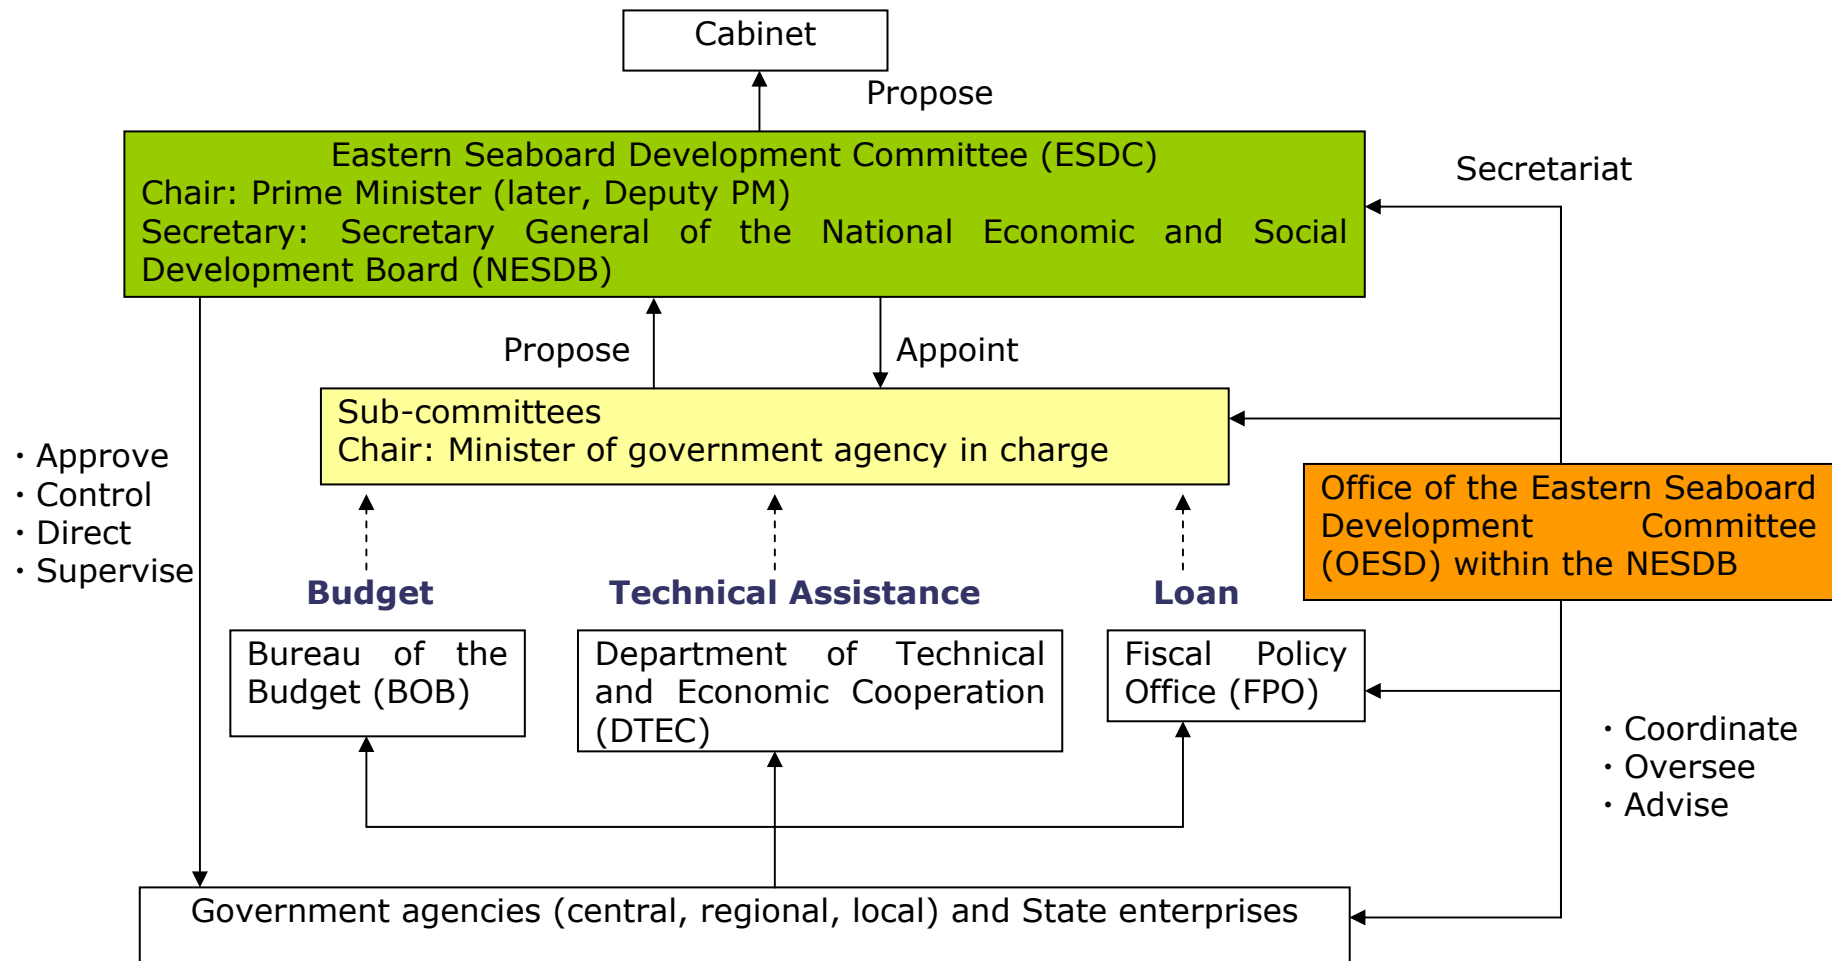 Cabinet
Propose
Eastern Seaboard Development Committee (ESDC)
Chair: Prime Minister (later, Deputy PM)
Secretary: Secretary General of the National Economic and Social
Development Board (NESDB)
Secretariat
Propose
Appoint
Sub-committees
Chair: Minister of government agency in charge
・Approve
・Control
・Direct
・Supervise
Office of the Eastern Seaboard
Development Committee
(OESD) within the NESDB
Budget
Technical Assistance
Loan
Bureau of the
Budget (BOB)
Department of Technical
and Economic Cooperation
(DTEC)
Fiscal Policy
Office (FPO)
・Coordinate
・Oversee
・Advise
Government agencies (central, regional, local) and State enterprises